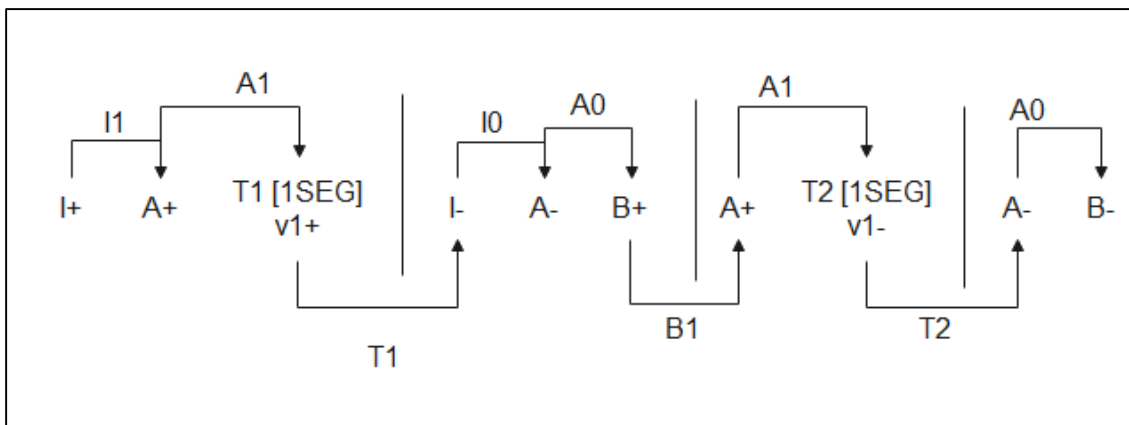 A1
I1
I0
A0
A1
A0
I+
A+
T1 [1SEG]
v1+
I-
A-
B+
A+
T2 [1SEG]
v1-
A-
B-
T1
B1
T2